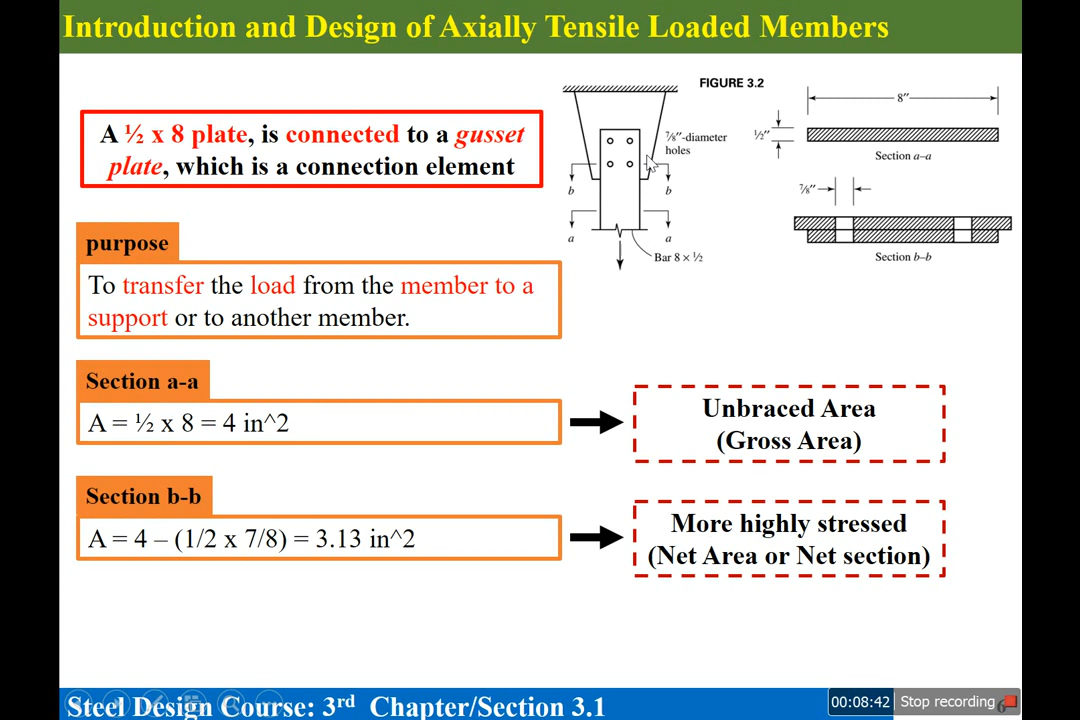 Introduction and Design of Axially Tensile Loaded Members
A ½ x 8 plate, is connected to a gusset
plate, which is a connection element
FIGURE 3.2
8″
⅞″-diameter
holes
½″
Section a–a
b
b
⅞″
a
a
Bar 8 × ½
Section b–b
purpose
To transfer the load from the member to a
support or to another member.
Section a-a
A = ½ x 8 = 4 in^2
Unbraced Area
(Gross Area)
Section b-b
A = 4 – (1/2 x 7/8) = 3.13 in^2
More highly stressed
(Net Area or Net section)
Steel Design Course: 3rd Chapter/Section 3.1
00:08:42
Stop recording
6